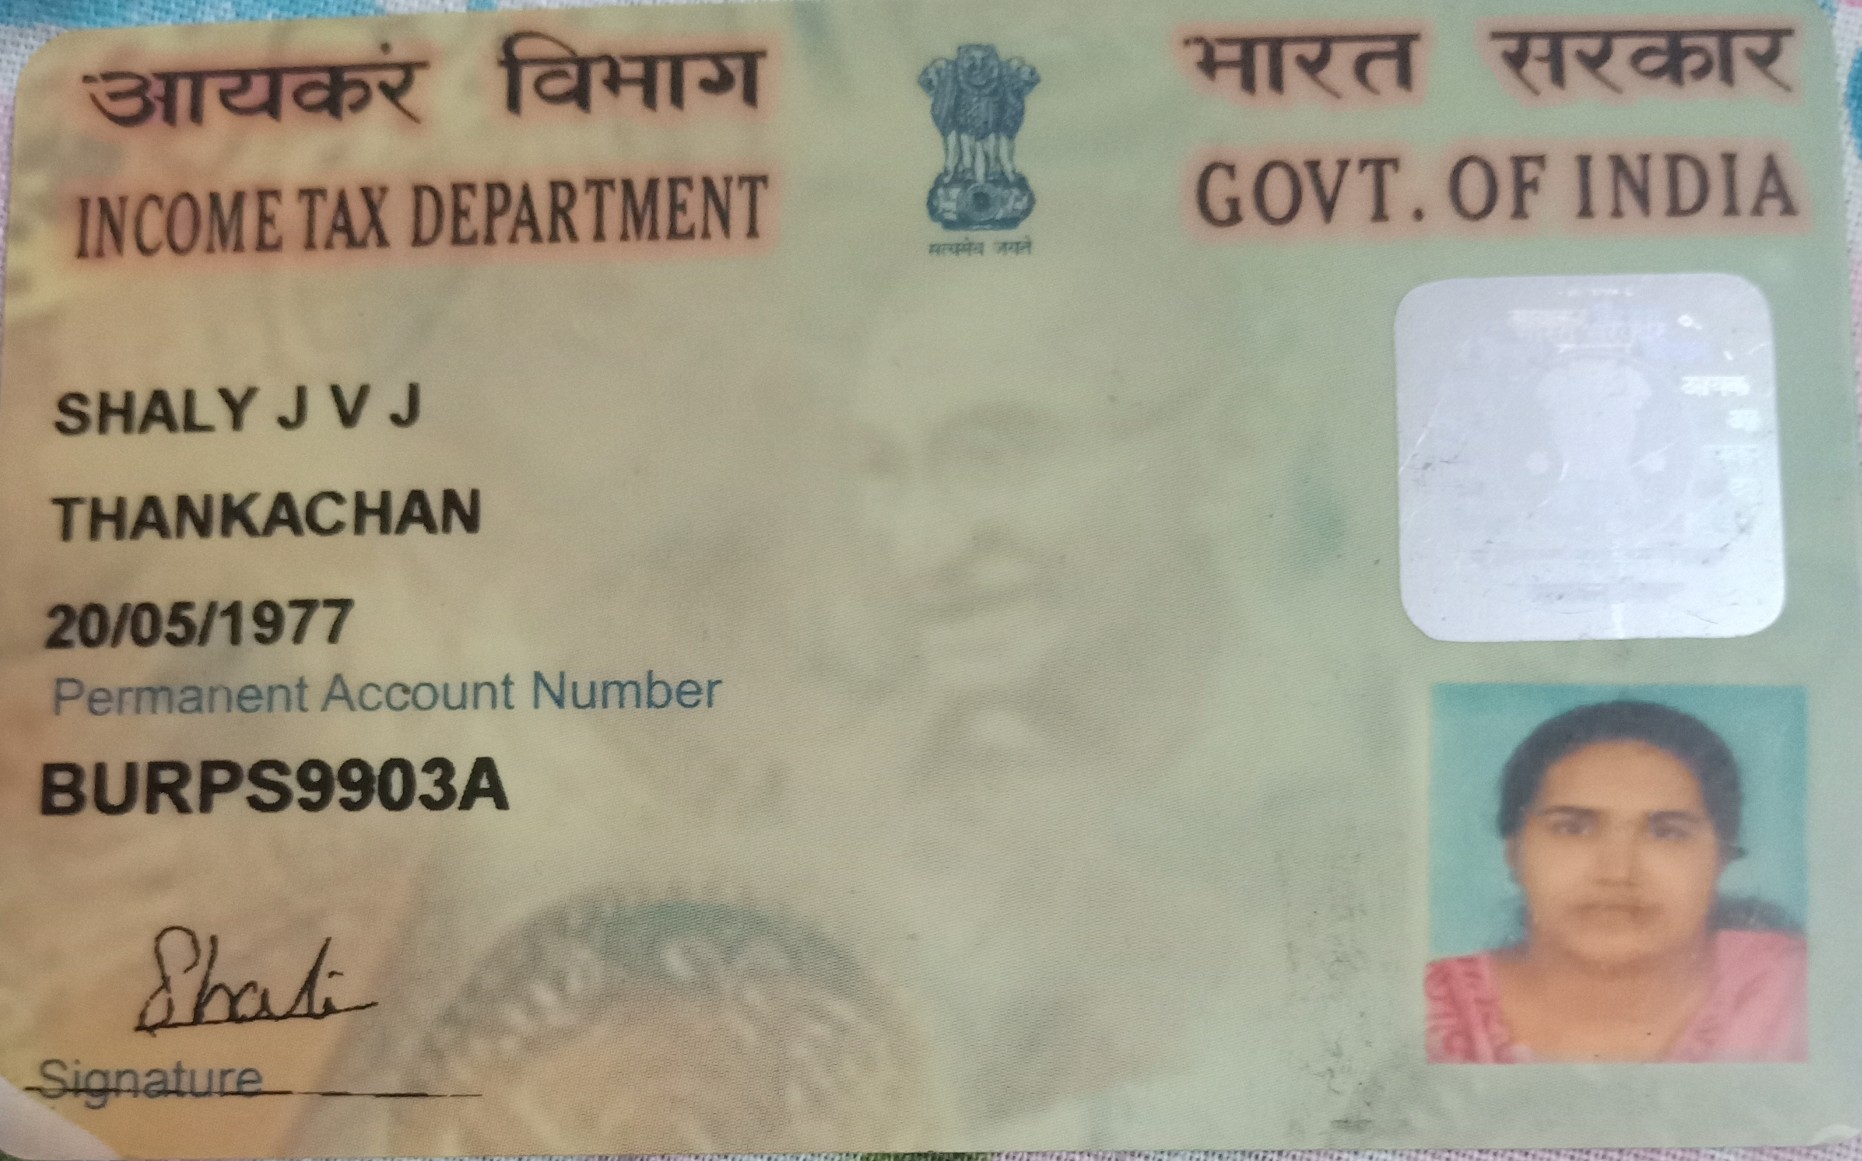 आयकर विभाग
INCOME TAX DEPARTMENT
सत्यमेव जयते
भारत सरकार
GOVT. OF INDIA
SHALY J V J
THANKACHAN
20/05/1977
Permanent Account Number
BURPS9903A
Shali
Signature